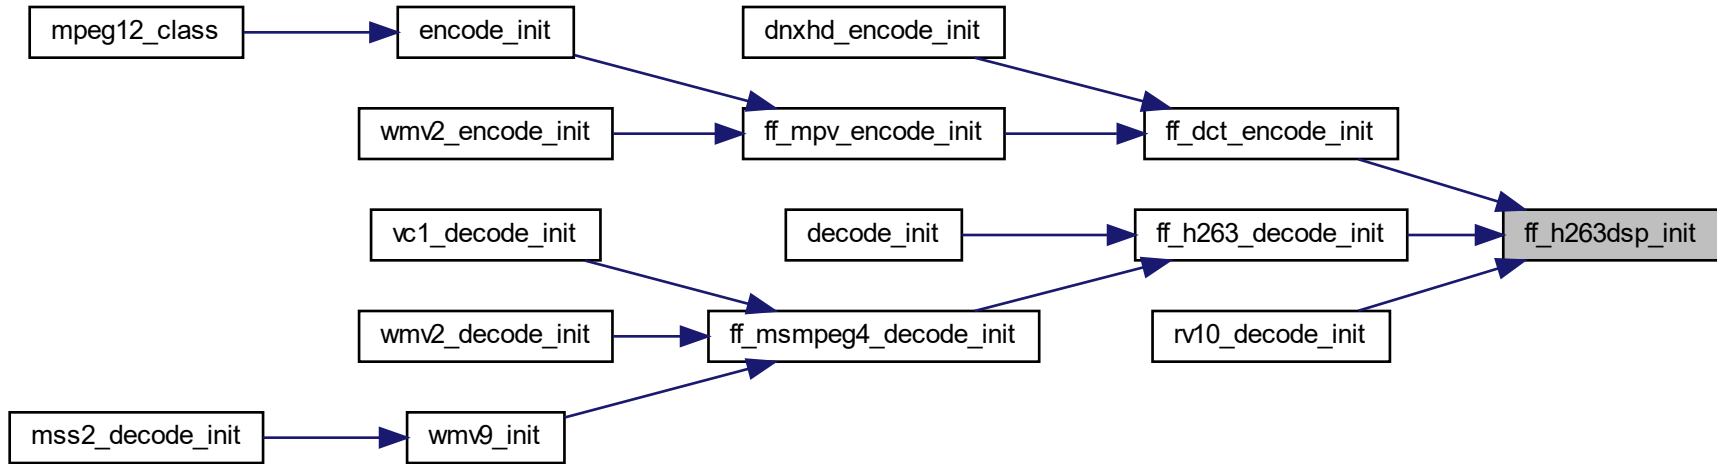 mpeg12_class
encode_init
dnxhd_encode_init
wmv2_encode_init
ff_mpv_encode_init
ff_dct_encode_init
vc1_decode_init
decode_init
ff_h263_decode_init
ff_h263dsp_init
wmv2_decode_init
ff_msmpeg4_decode_init
rv10_decode_init
mss2_decode_init
wmv9_init